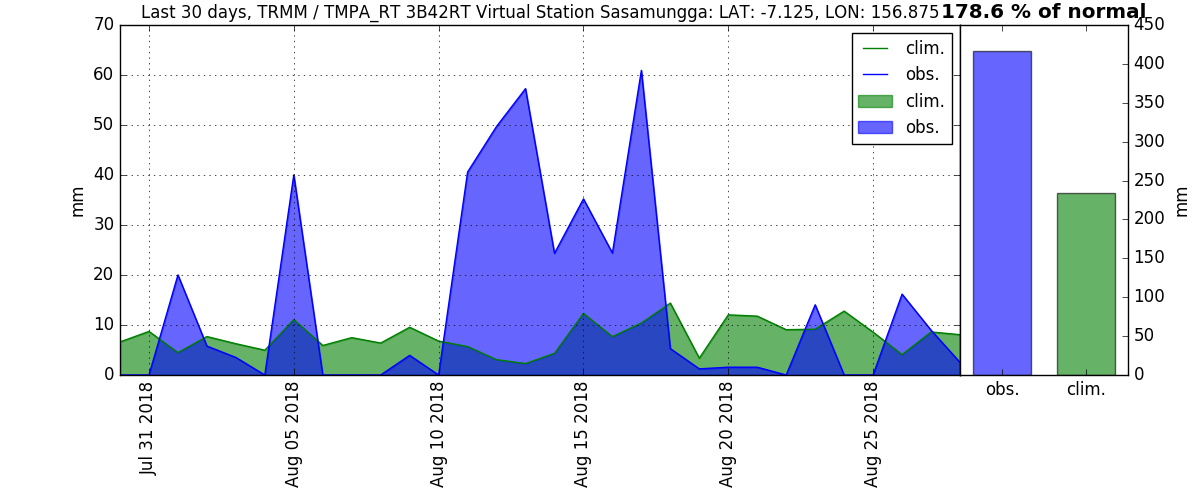 Last 30 days, TRMM / TMPA_RT 3B42RT Virtual Station Sasamungga: LAT: -7.125, LON: 156.875
178.6 % of normal
70
60
50
40
30
20
10
0
mm
clim.
obs.
clim.
obs.
Jul 31 2018
Aug 05 2018
Aug 10 2018
Aug 15 2018
Aug 20 2018
Aug 25 2018
450
400
350
300
250
200
150
100
50
0
mm
obs.
clim.